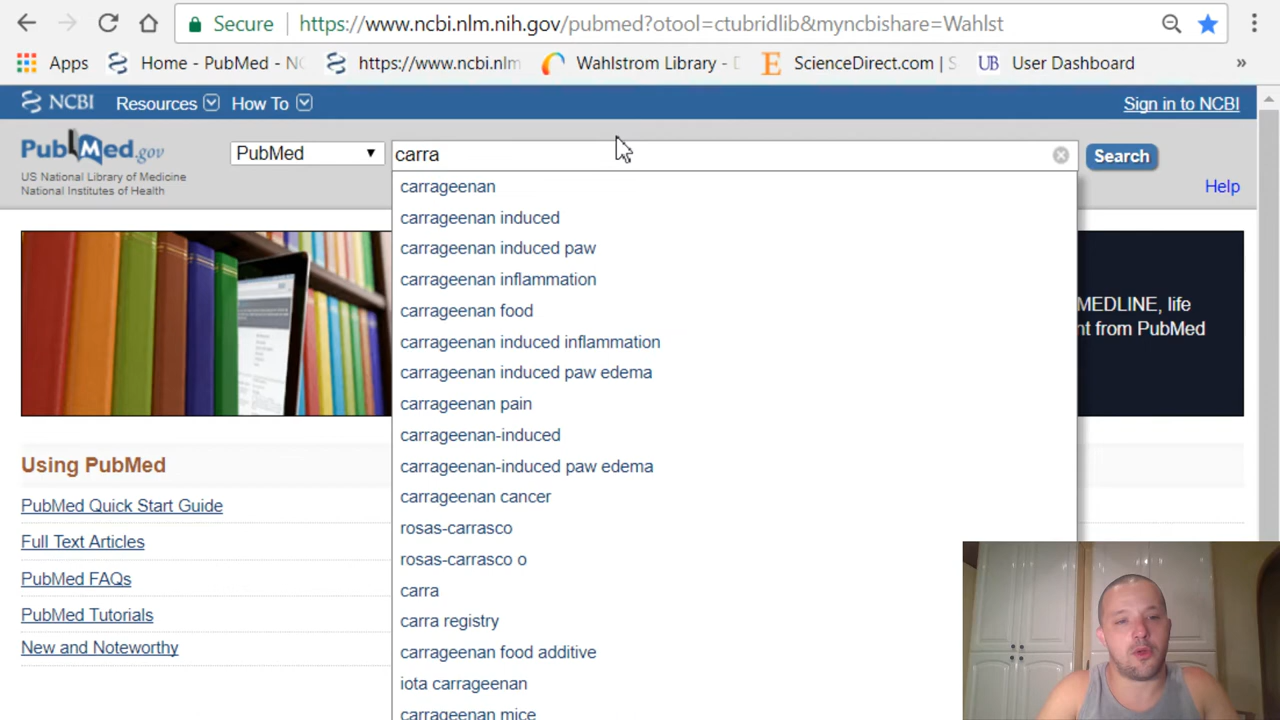 Secure https://www.ncbi.nlm.nih.gov/pubmed?otool=ctubridlib&myncbishare=Wahlst
Apps Home - PubMed - NC https://www.ncbi.nlm Wahlstrom Library - D ScienceDirect.com | S UB User Dashboard »
NCBI Resources How To Sign in to NCBI
PubMed.gov PubMed carra Search
US National Library of Medicine
National Institutes of Health
Help
carrageenan
carrageenan induced
carrageenan induced paw
carrageenan inflammation
carrageenan food
carrageenan induced inflammation
carrageenan induced paw edema
carrageenan pain
carrageenan-induced
carrageenan-induced paw edema
carrageenan cancer
rosas-carrasco
rosas-carrasco o
carra
carra registry
carrageenan food additive
iota carrageenan
carrageenan mice
MEDLINE, life
nt from PubMed
Using PubMed
PubMed Quick Start Guide
Full Text Articles
PubMed FAQs
PubMed Tutorials
New and Noteworthy